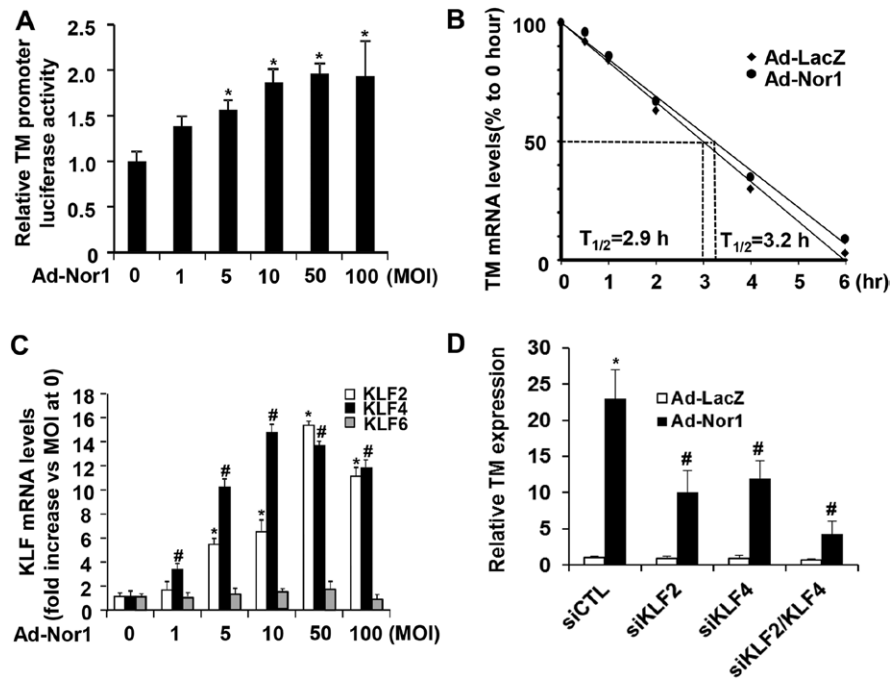 A
Relative TM promoter
luciferase activity
2.5
2.0
1.5
1.0
0.5
0
* * * *
Ad-Nor1 0 1 5 10 50 100 (MOI)
B
TM mRNA levels(% to 0 hour)
100
50
0
Ad-LacZ
Ad-Nor1
T1/2=2.9 h
T1/2=3.2 h
0 1 2 3 4 5 6 (hr)
C
KLF mRNA levels
(fold increase vs MOI at 0)
18
16
14
12
10
8
6
4
2
0
KLF2
KLF4
KLF6
# * # * # * # * #
Ad-Nor1 0 1 5 10 50 100 (MOI)
D
Relative TM expression
30
25
20
15
10
5
0
Ad-LacZ
Ad-Nor1
* # # #
siCTL
siKLF2
siKLF4
siKLF2/KLF4